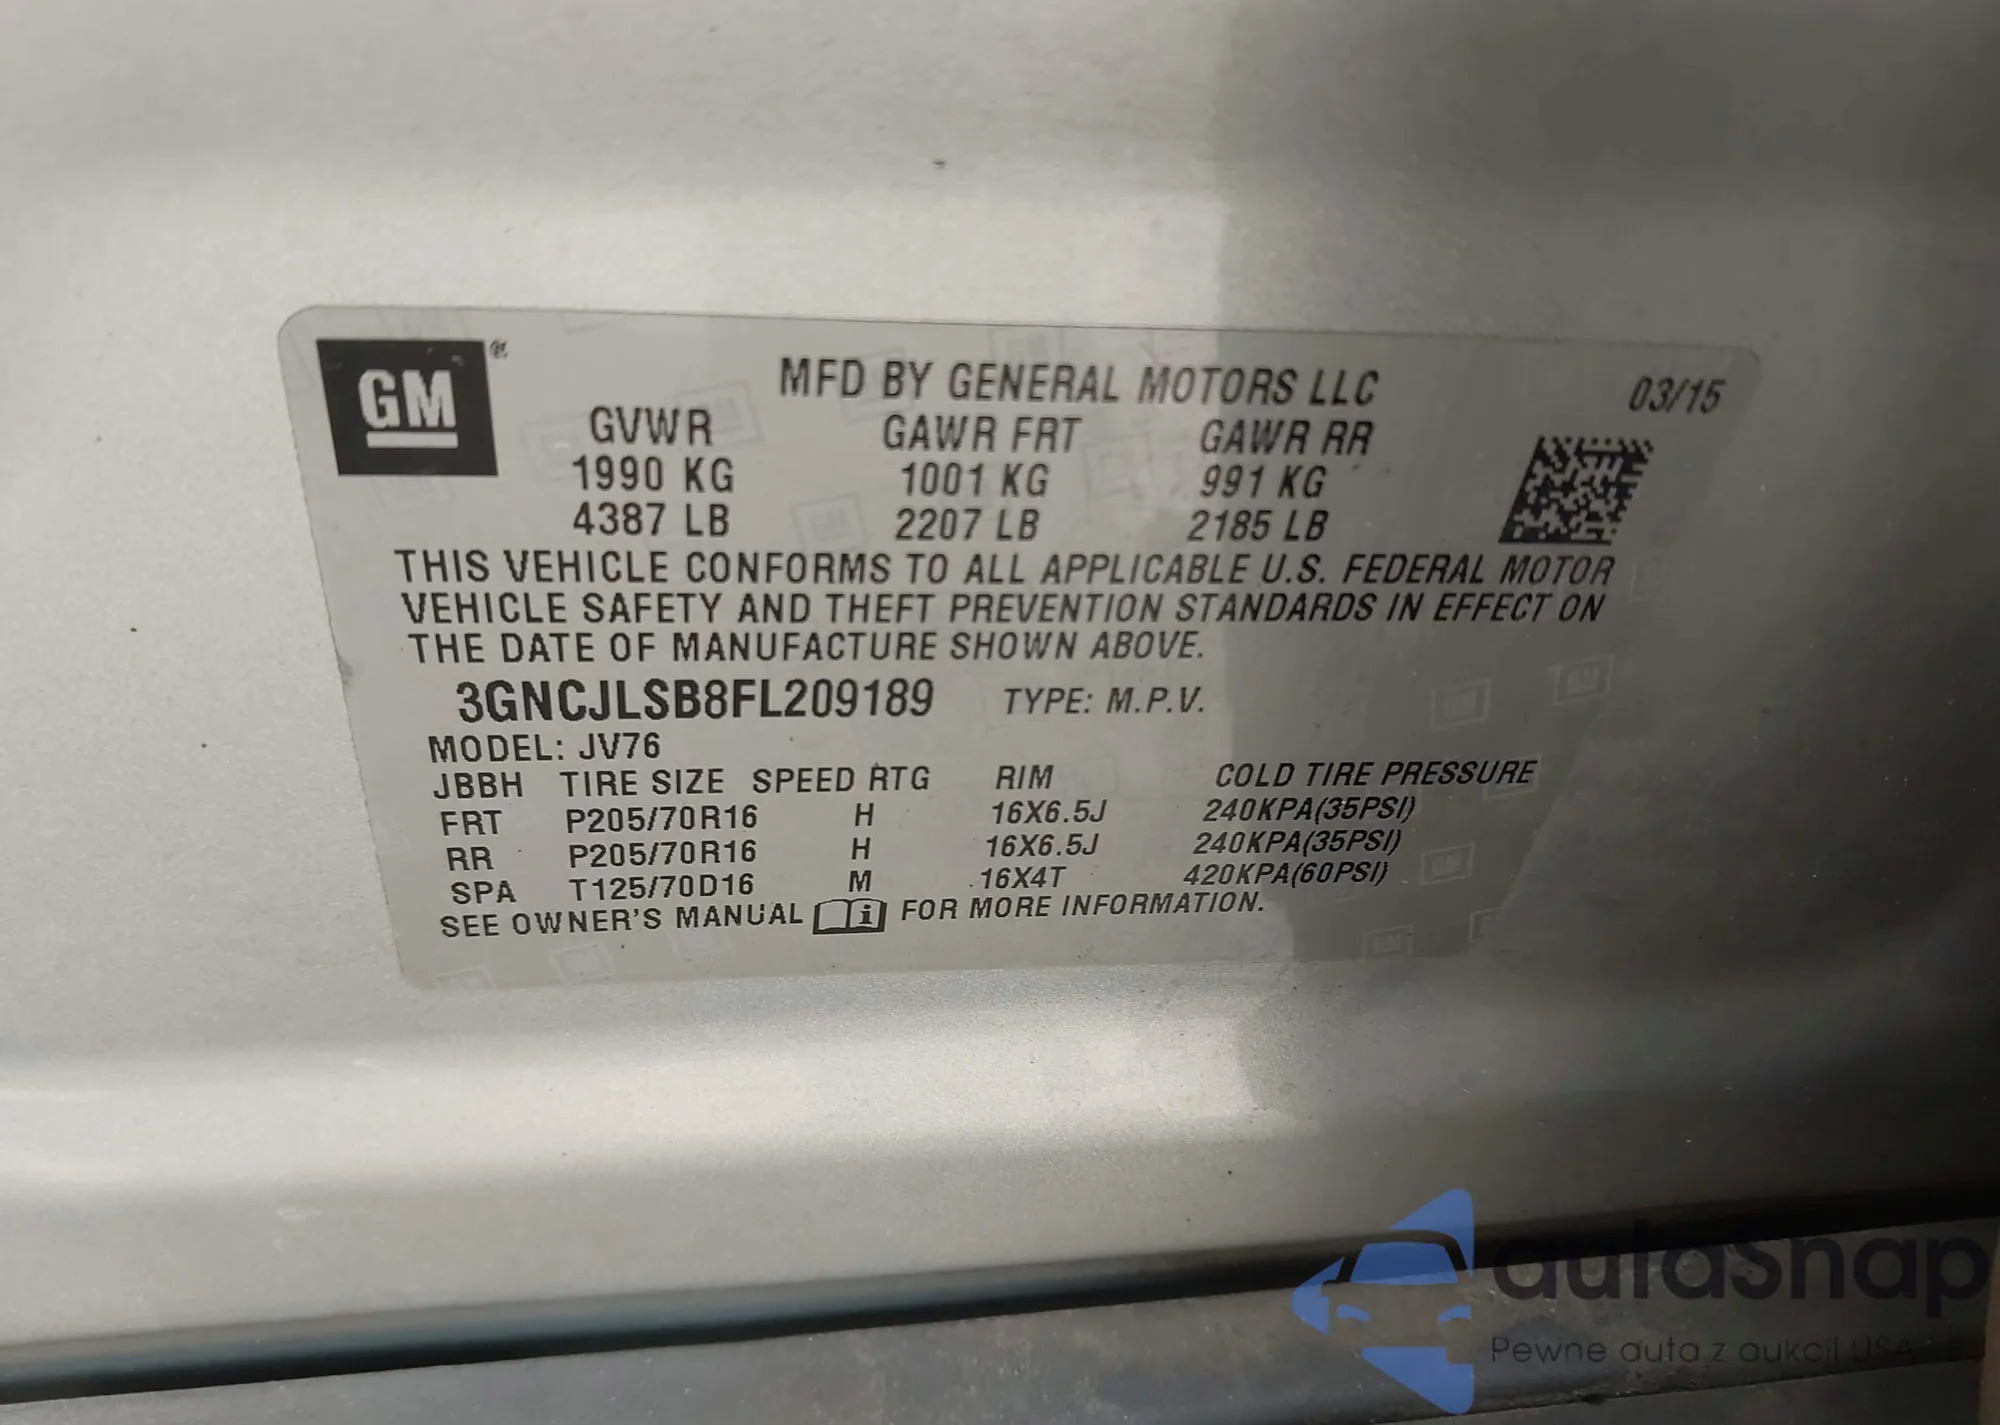 GM ®
MFD BY GENERAL MOTORS LLC 03/15
GVWR GAWR FRT GAWR RR
1990 KG 1001 KG 991 KG
4387 LB 2207 LB 2185 LB
THIS VEHICLE CONFORMS TO ALL APPLICABLE U.S. FEDERAL MOTOR
VEHICLE SAFETY AND THEFT PREVENTION STANDARDS IN EFFECT ON
THE DATE OF MANUFACTURE SHOWN ABOVE.
3GNCJLSB8FL209189 TYPE: M.P.V.
MODEL: JV76
JBBH TIRE SIZE SPEED RTG RIM COLD TIRE PRESSURE
FRT P205/70R16 H 16X6.5J 240KPA(35PSI)
RR P205/70R16 H 16X6.5J 240KPA(35PSI)
SPA T125/70D16 M 16X4T 420KPA(60PSI)
SEE OWNER'S MANUAL i FOR MORE INFORMATION.
autaSnap
Pewne auta z aukcji USA